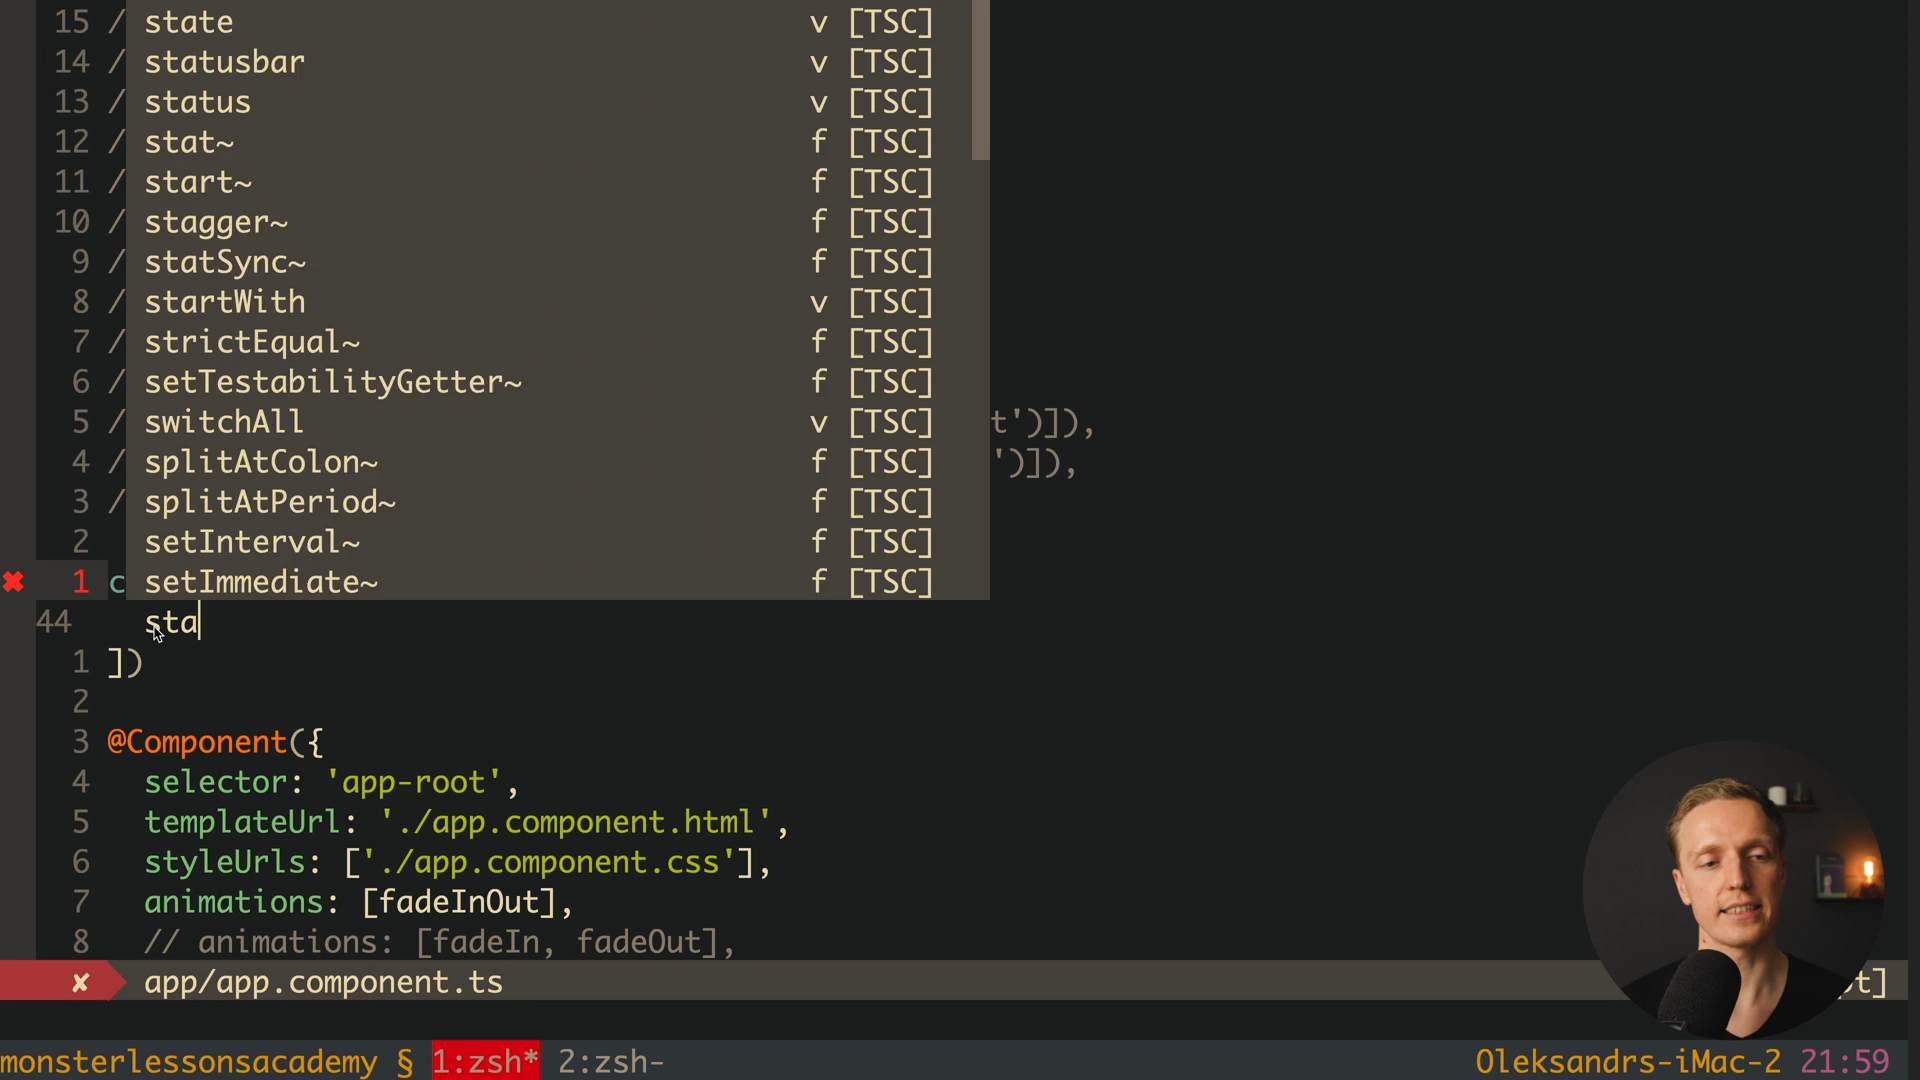 15 / state v [TSC]
14 / statusbar v [TSC]
13 / status v [TSC]
12 / stat~ f [TSC]
11 / start~ f [TSC]
10 / stagger~ f [TSC]
9 / statSync~ f [TSC]
8 / startWith v [TSC]
7 / strictEqual~ f [TSC]
6 / setTestabilityGetter~ f [TSC]
5 / switchAll v [TSC] t')]),
4 / splitAtColon~ f [TSC] ')]),
3 / splitAtPeriod~ f [TSC]
2 setInterval~ f [TSC]
✖ 1 c setImmediate~ f [TSC]
44 sta
1 ])
2
3 @Component({
4 selector: 'app-root',
5 templateUrl: './app.component.html',
6 styleUrls: ['./app.component.css'],
7 animations: [fadeInOut],
8 // animations: [fadeIn, fadeOut],
✘ app/app.component.ts t]
monsterlessonsacademy § 1:zsh* 2:zsh- Oleksandrs-iMac-2 21:59